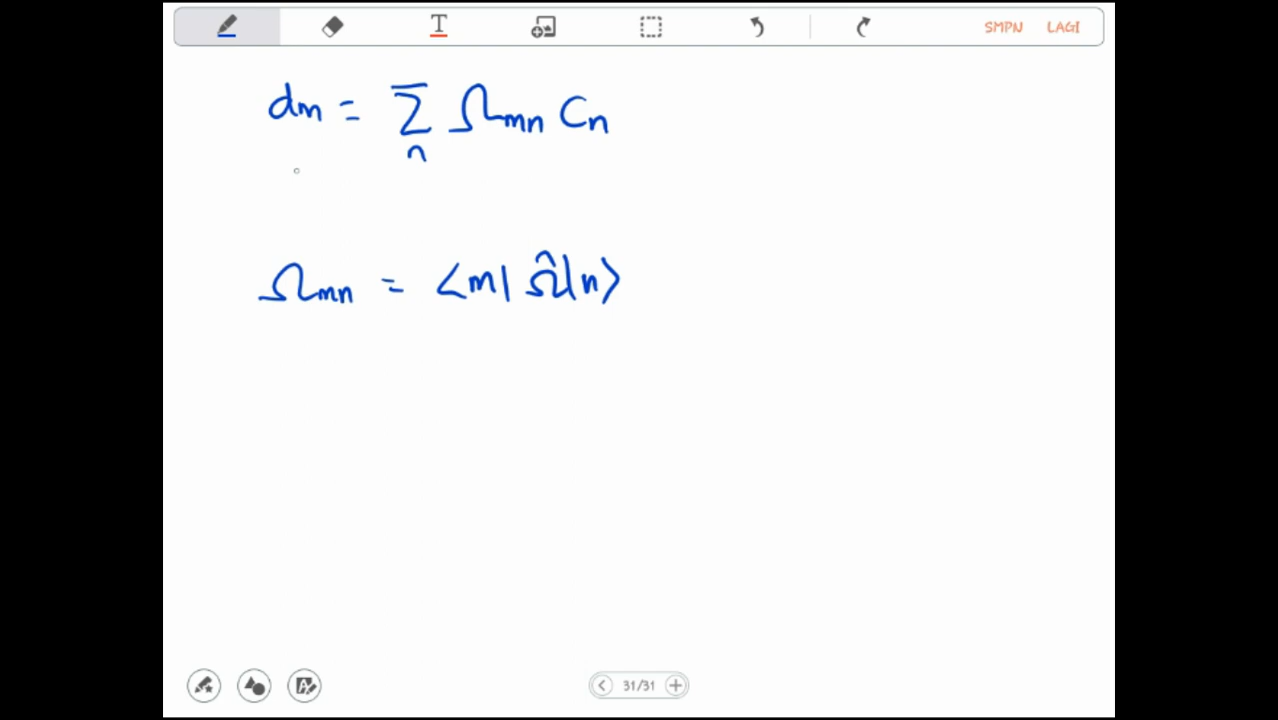 T SMPN LAGI
dm = Σ Ωmn Cn
n
Ωmn = <m| Ω̂ |n>
31/31